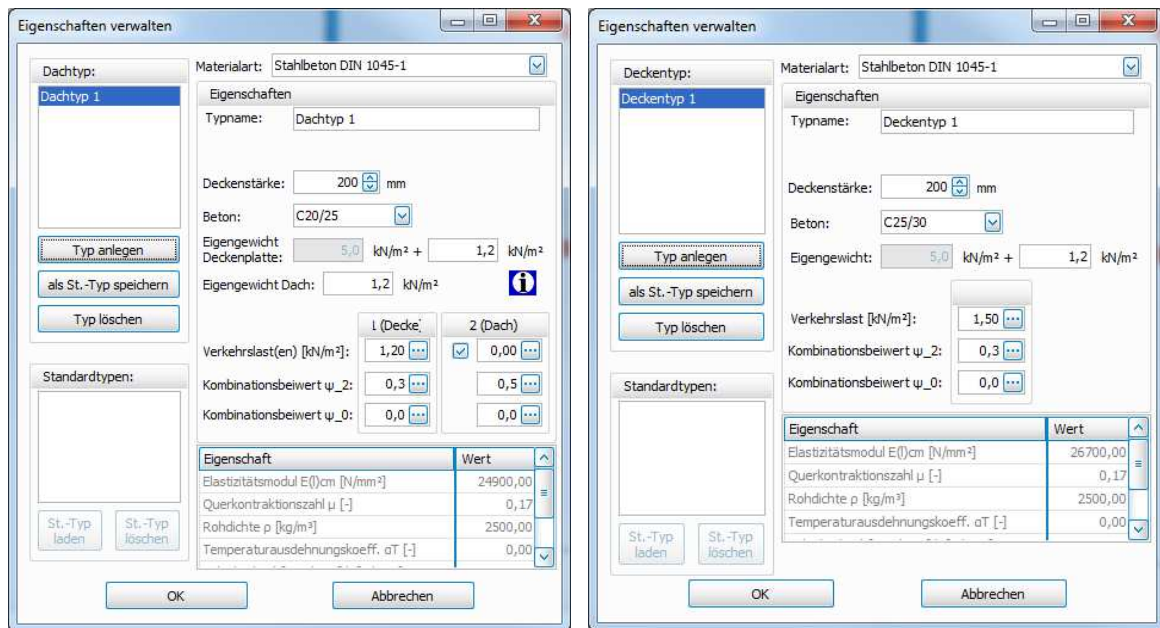 Eigenschaften verwalten
Dachtyp:
Dachtyp 1
Typ anlegen
als St.-Typ speichern
Typ löschen
Standardtypen:
St.-Typ laden
St.-Typ löschen
Materialart: Stahlbeton DIN 1045-1
Eigenschaften
Typname: Dachtyp 1
Deckenstärke: 200 mm
Beton: C20/25
Eigengewicht
Deckenplatte: 5,0 kN/m² + 1,2 kN/m²
Eigengewicht Dach: 1,2 kN/m²
(Decke) 2 (Dach)
Verkehrslast(en) [kN/m²]: 1,20 ... 0,00 ...
Kombinationsbeiwert ψ_2: 0,3 ... 0,5 ...
Kombinationsbeiwert ψ_0: 0,0 ... 0,0 ...
Eigenschaft Wert
Elastizitätsmodul E(l)cm [N/mm²] 24900,00
Querkontraktionszahl μ [-] 0,17
Rohdichte ρ [kg/m³] 2500,00
Temperaturausdehnungskoeff. αT [-] 0,00
OK Abbrechen
Eigenschaften verwalten
Deckentyp:
Deckentyp 1
Typ anlegen
als St.-Typ speichern
Typ löschen
Standardtypen:
St.-Typ laden
St.-Typ löschen
Materialart: Stahlbeton DIN 1045-1
Eigenschaften
Typname: Deckentyp 1
Deckenstärke: 200 mm
Beton: C25/30
Eigengewicht: 5,0 kN/m² + 1,2 kN/m²
Verkehrslast [kN/m²]: 1,50 ...
Kombinationsbeiwert ψ_2: 0,3 ...
Kombinationsbeiwert ψ_0: 0,0 ...
Eigenschaft Wert
Elastizitätsmodul E(l)cm [N/mm²] 26700,00
Querkontraktionszahl μ [-] 0,17
Rohdichte ρ [kg/m³] 2500,00
Temperaturausdehnungskoeff. αT [-] 0,00
OK Abbrechen